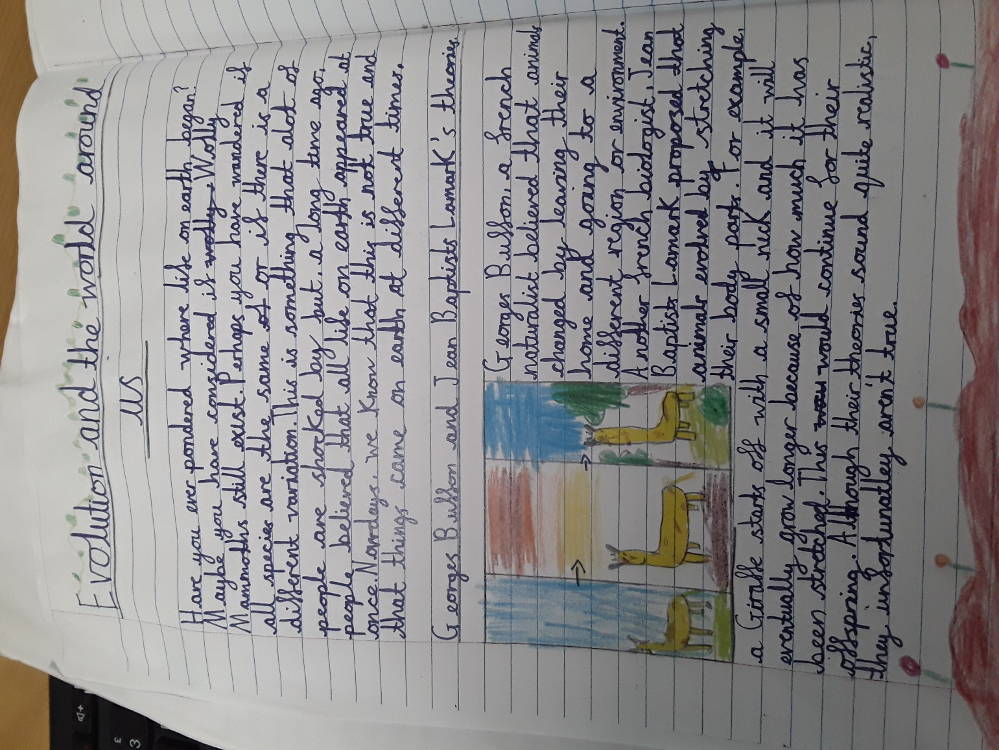 Evolution and the world around
us
Have you ever pondered where life on earth began?
Maybe you have considered if wolly Wolly
Mammoths still exist. Perhaps you have wandered if
all species are the same of or if there is a
different variation. This is something that alot of
people are shocked by but, a long time ago,
people believed that all life on earth appeared at
once. Nowdays, we know that this is not true and
that things came on earth at different times.
Georges Buffon and Jean Baptists Lamark's theories
Georges Buffon, a french
naturalist believed that animals
changed by leaving their
home and going to a
different region or environment.
Another french biologist, Jean
Baptists Lamark proposed that
animals evolved by stretching
their body parts. For example,
a Giraffe starts off with a small neck and it will
eventually grow longer because of how much it has
been stretched. This would continue for their
offspring. Although their theories sound quite realistic,
they unfortunatley aren't true.
3
3